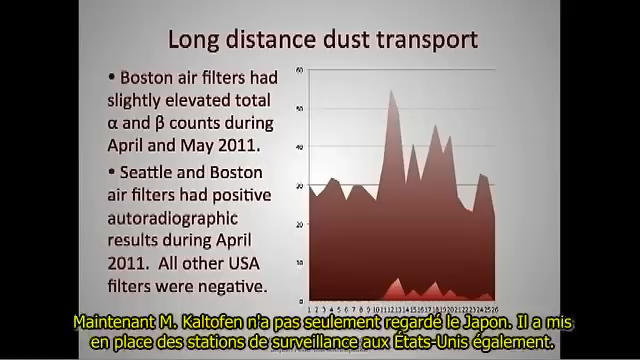 Long distance dust transport
• Boston air filters had
slightly elevated total
α and β counts during
April and May 2011.
• Seattle and Boston
air filters had positive
autoradiographic
results during April
2011. All other USA
filters were negative.
60
50
40
30
20
10
0
1 2 3 4 5 6 7 8 9 10 11 12 13 14 15 16 17 18 19 20 21 22 23 24 25 26
Maintenant M. Kaltofen n'a pas seulement regardé le Japon. Il a mis
en place des stations de surveillance aux États-Unis également.